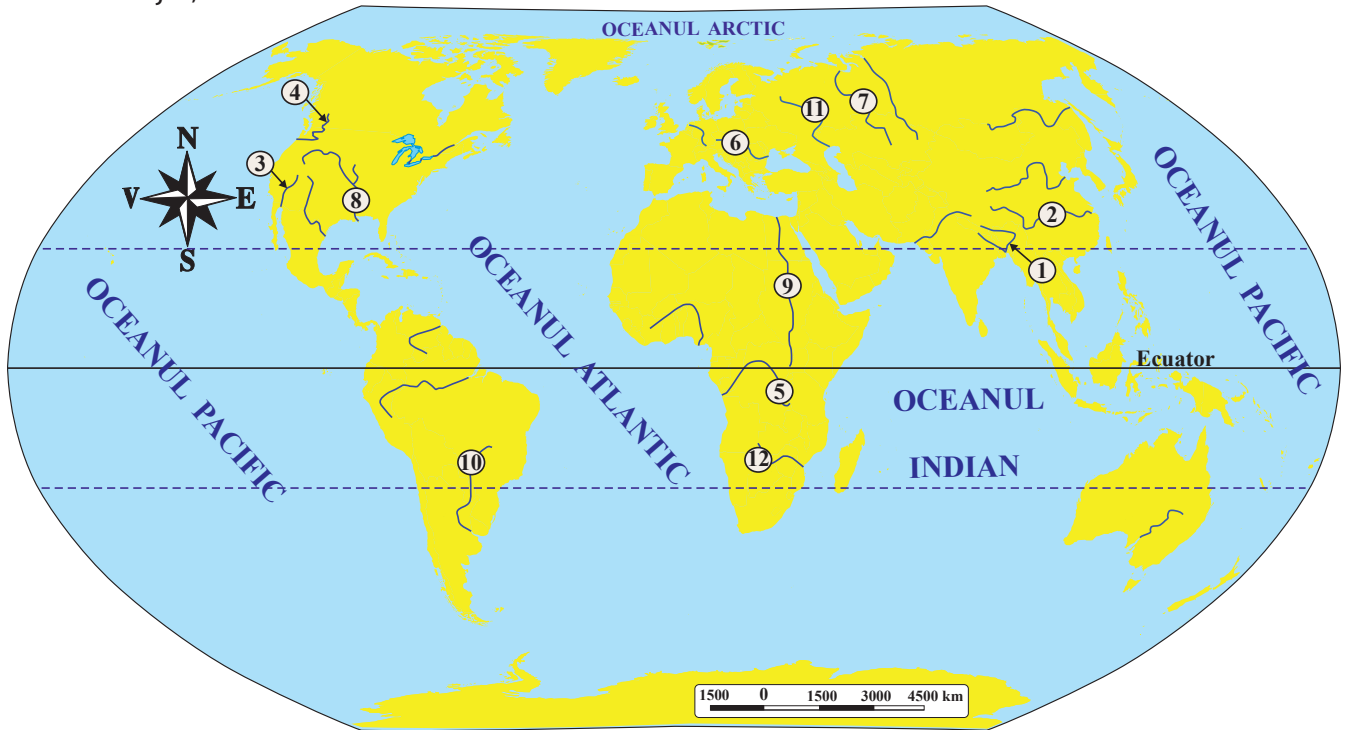 OCEANUL ARCTIC
4
11
7
N
6
3
V
E
8
2
S
1
9
OCEANUL PACIFIC
OCEANUL ATLANTIC
OCEANUL PACIFIC
Ecuator
5
OCEANUL
10
12
INDIAN
1500 0 1500 3000 4500 km